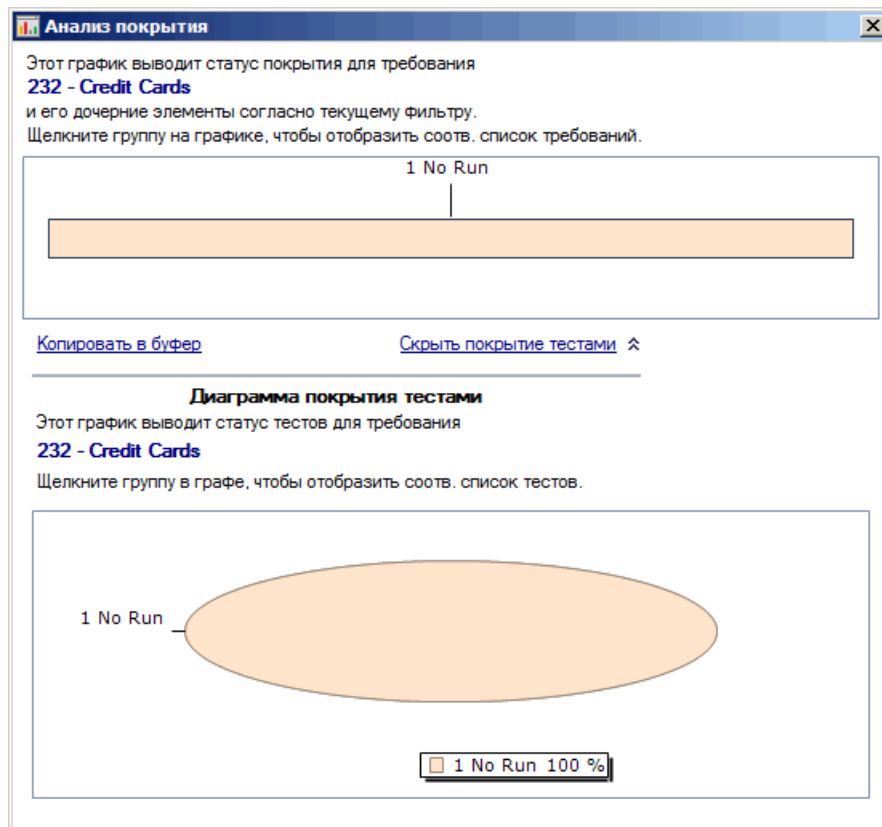 Анализ покрытия
Этот график выводит статус покрытия для требования
232 - Credit Cards
и его дочерние элементы согласно текущему фильтру.
Щелкните группу на графике, чтобы отобразить соотв. список требований.
1 No Run
Копировать в буфер Скрыть покрытие тестами
Диаграмма покрытия тестами
Этот график выводит статус тестов для требования
232 - Credit Cards
Щелкните группу в графе, чтобы отобразить соотв. список тестов.
1 No Run
1 No Run 100 %